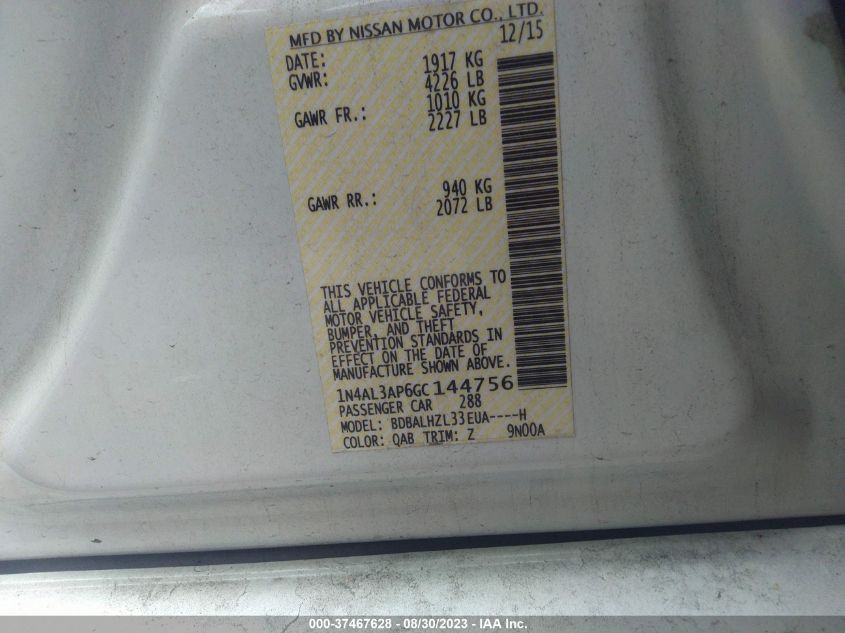 MFD BY NISSAN MOTOR CO., LTD.
DATE: 12/15
GVWR: 1917 KG
4226 LB
GAWR FR.: 1010 KG
2227 LB
GAWR RR.: 940 KG
2072 LB
THIS VEHICLE CONFORMS TO
ALL APPLICABLE FEDERAL
MOTOR VEHICLE SAFETY,
BUMPER, AND THEFT
PREVENTION STANDARDS IN
EFFECT ON THE DATE OF
MANUFACTURE SHOWN ABOVE.
1N4AL3AP6GC144756
PASSENGER CAR 288
MODEL: BDBALHZL33EUA----H
COLOR: QAB TRIM: Z 9N00A
000-37467628 - 08/30/2023 - IAA Inc.